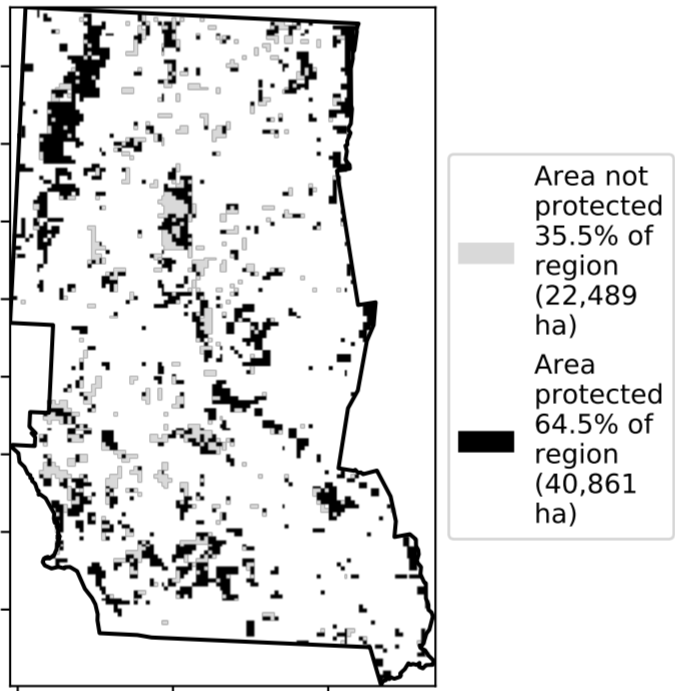 Area not
protected
35.5% of
region
(22,489
ha)
Area
protected
64.5% of
region
(40,861
ha)